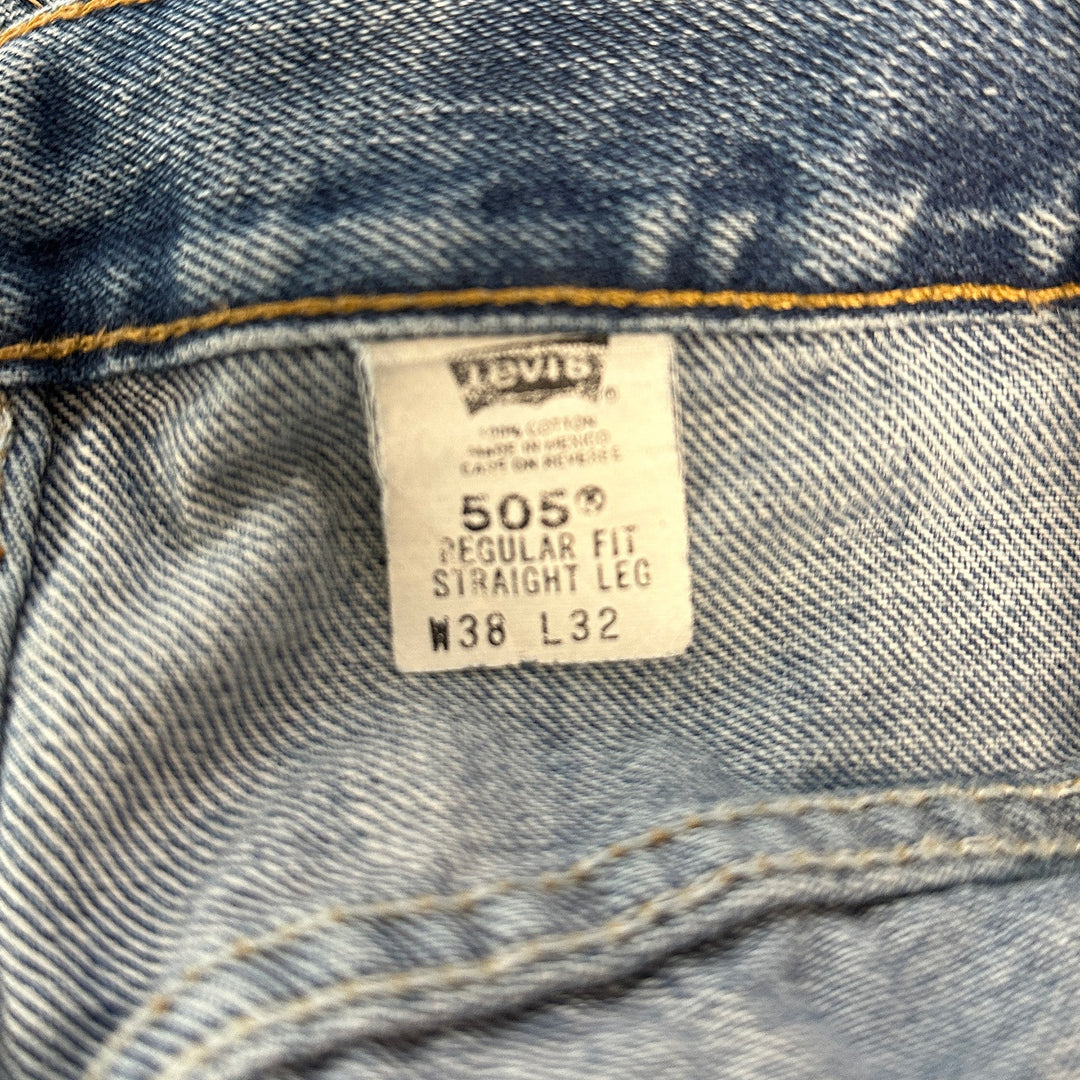 Levi's ®
100% COTTON
MADE IN MEXICO
CARE ON REVERSE
505®
REGULAR FIT
STRAIGHT LEG
W38 L32